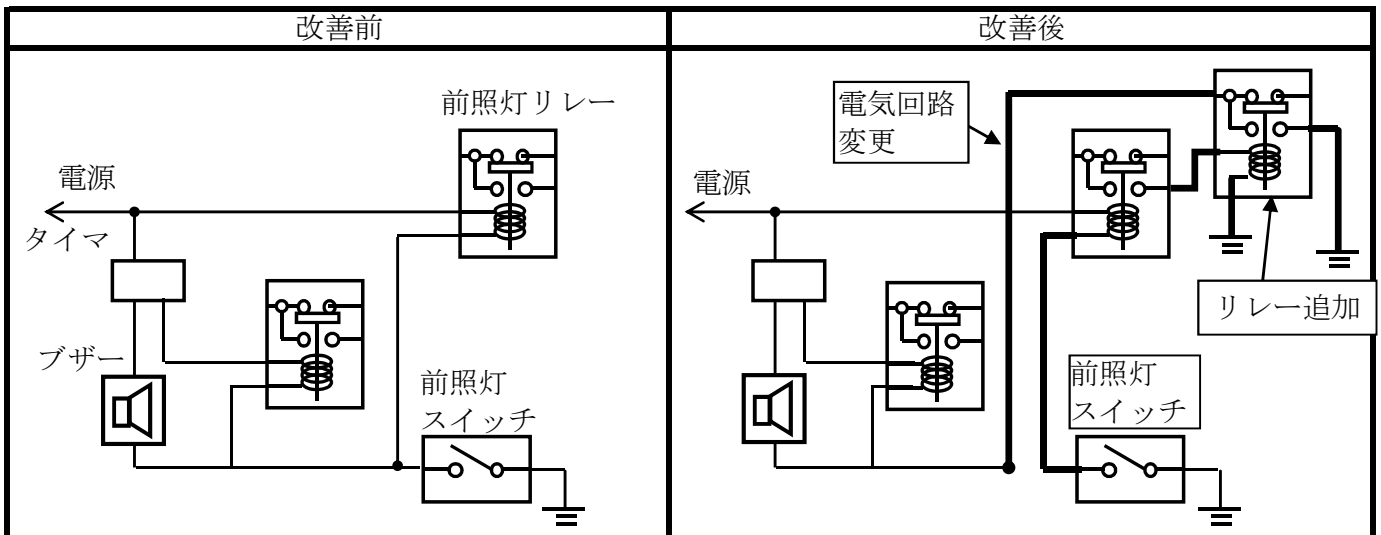 改善前
改善後
前照灯リレー
電源
タイマ
ブザー
前照灯
スイッチ
電気回路
変更
電源
リレー追加
前照灯
スイッチ